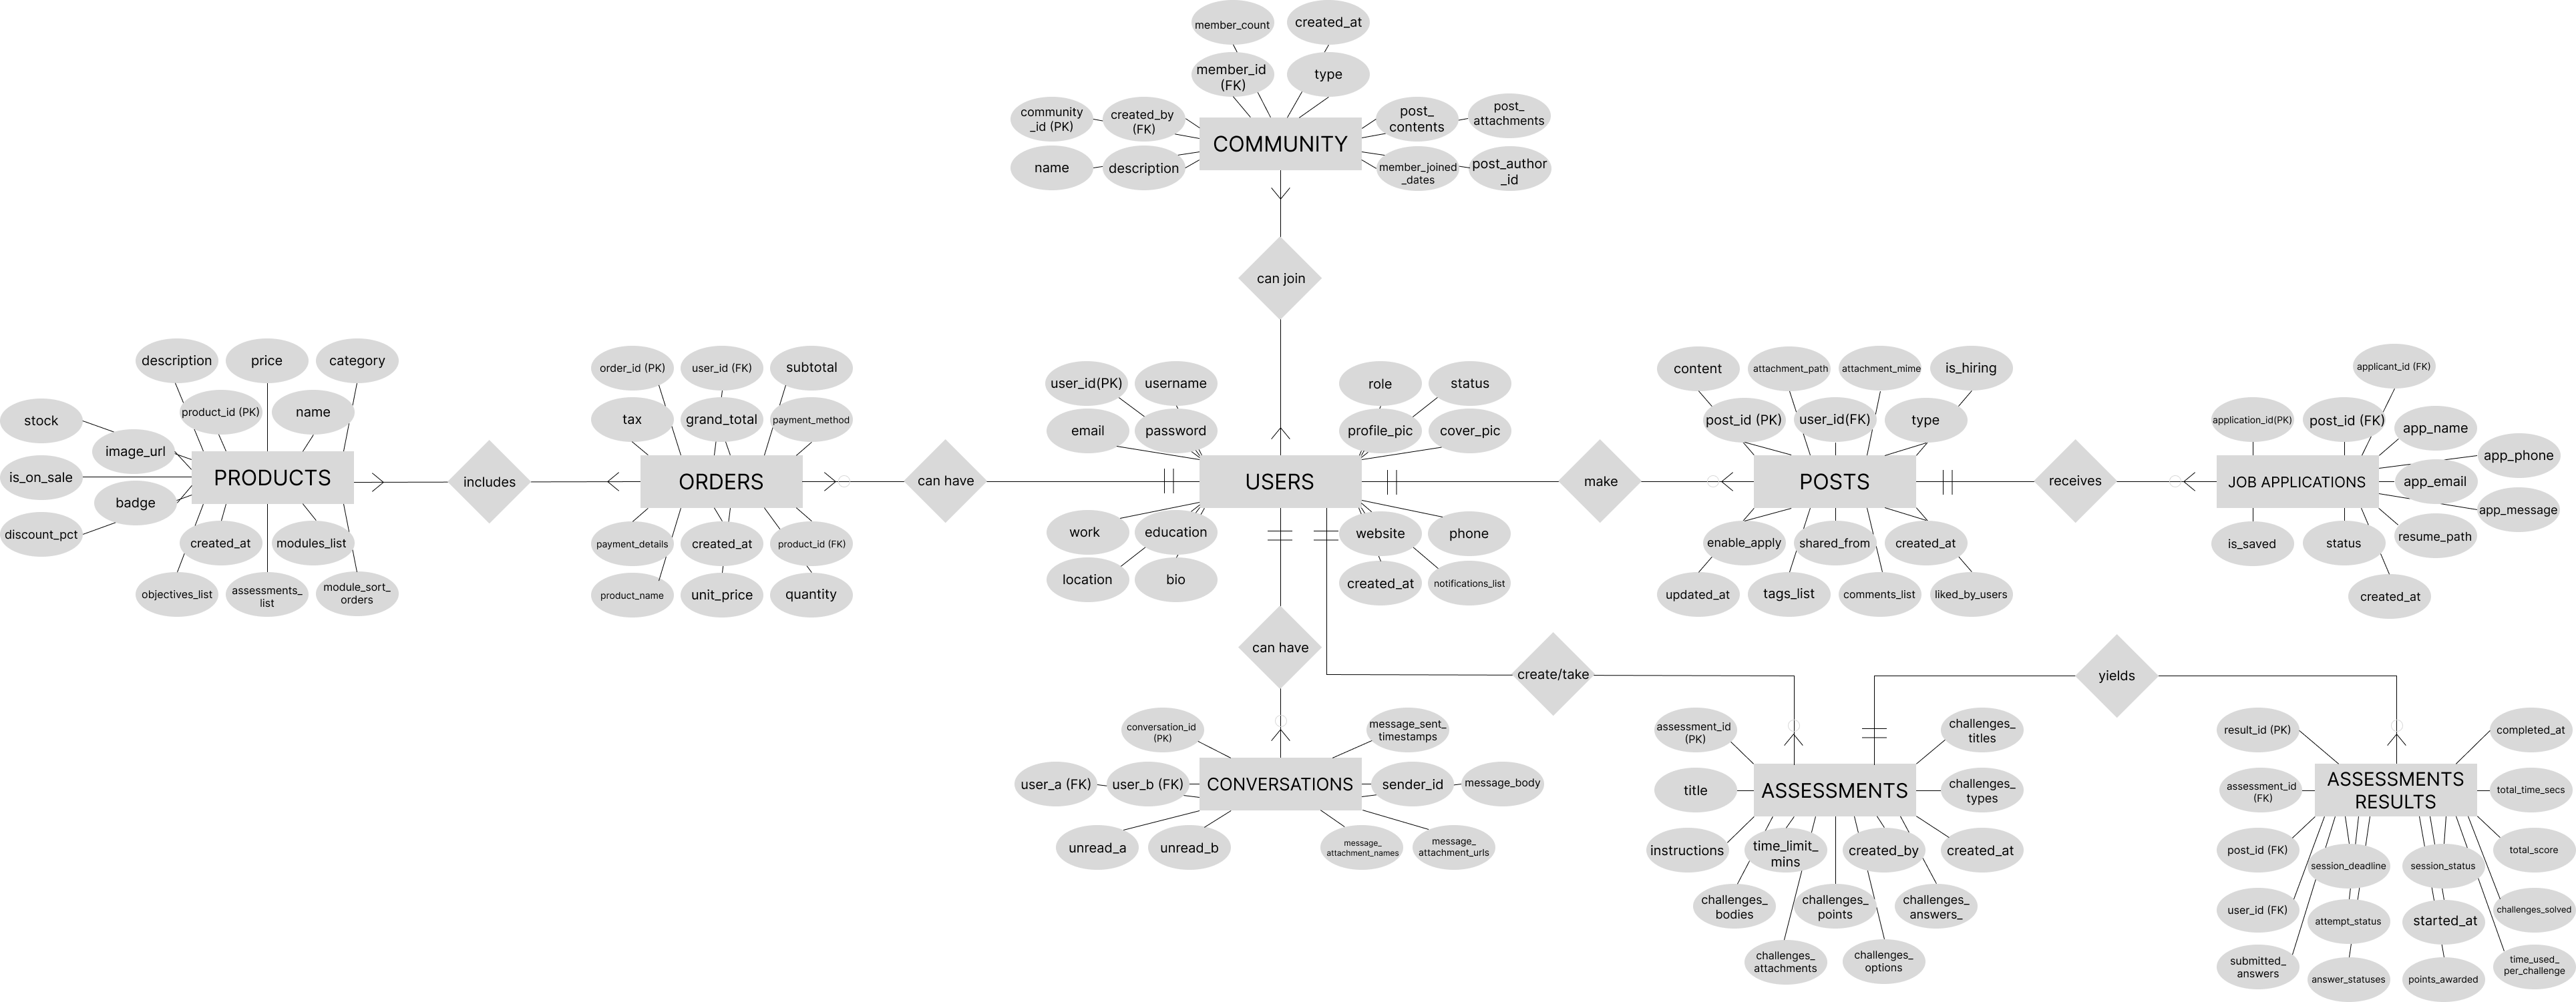 member_count
created_at
member_id
(FK)
type
community
_id (PK)
created_by
(FK)
post_
contents
post_
attachments
COMMUNITY
name
description
member_joined
_dates
post_author
_id
can join
description
price
category
product_id (PK)
name
stock
image_url
is_on_sale
PRODUCTS
badge
discount_pct
created_at
modules_list
objectives_list
assessments_
list
module_sort_
orders
includes
order_id (PK)
user_id (FK)
subtotal
tax
grand_total
payment_method
ORDERS
payment_details
created_at
product_id (FK)
product_name
unit_price
quantity
can have
user_id(PK)
username
role
status
email
password
profile_pic
cover_pic
USERS
work
education
website
phone
location
bio
created_at
notifications_list
make
content
attachment_path
attachment_mime
is_hiring
post_id (PK)
user_id(FK)
type
POSTS
enable_apply
shared_from
created_at
updated_at
tags_list
comments_list
liked_by_users
receives
applicant_id (FK)
application_id(PK)
post_id (FK)
app_name
app_phone
JOB APPLICATIONS
app_email
app_message
is_saved
status
resume_path
created_at
can have
create/take
yields
conversation_id
(PK)
message_sent_
timestamps
user_a (FK)
user_b (FK)
CONVERSATIONS
sender_id
message_body
unread_a
unread_b
message_
attachment_names
message_
attachment_urls
assessment_id
(PK)
challenges_
titles
title
ASSESSMENTS
challenges_
types
instructions
time_limit_
mins
created_by
created_at
challenges_
bodies
challenges_
points
challenges_
answers_
challenges_
attachments
challenges_
options
result_id (PK)
completed_at
assessment_id
(FK)
ASSESSMENTS
RESULTS
total_time_secs
post_id (FK)
session_deadline
session_status
total_score
user_id (FK)
attempt_status
started_at
challenges_solved
submitted_
answers
answer_statuses
points_awarded
time_used_
per_challenge